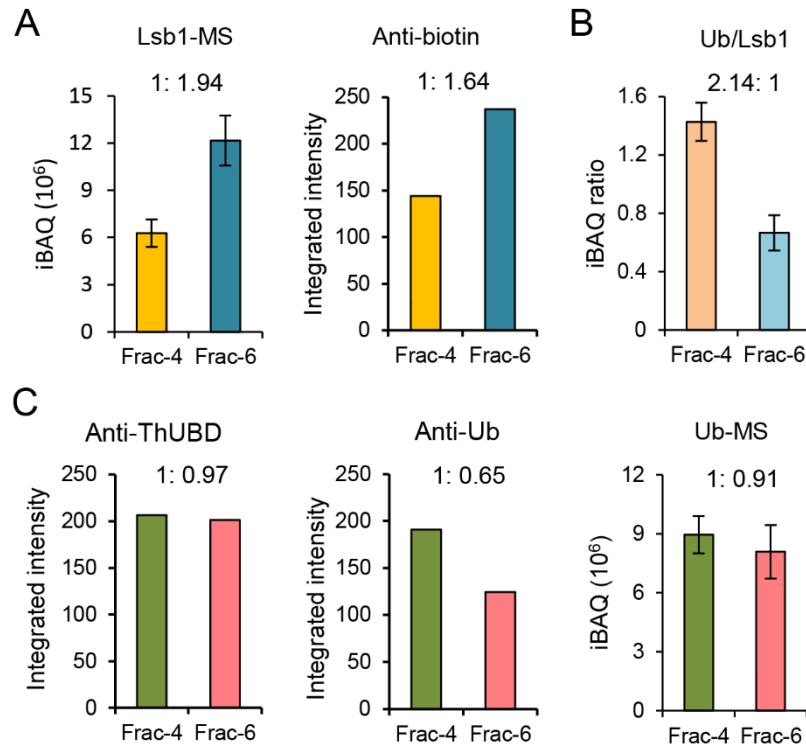 A
Lsb1-MS
1: 1.94
iBAQ (10⁶)
15
12
9
6
3
0
Frac-4 Frac-6
Anti-biotin
1: 1.64
Integrated intensity
250
200
150
100
50
0
Frac-4 Frac-6
B
Ub/Lsb1
2.14: 1
iBAQ ratio
1.6
1.2
0.8
0.4
0
Frac-4 Frac-6
C
Anti-ThUBD
1: 0.97
Integrated intensity
250
200
150
100
50
0
Frac-4 Frac-6
Anti-Ub
1: 0.65
Integrated intensity
250
200
150
100
50
0
Frac-4 Frac-6
Ub-MS
1: 0.91
iBAQ (10⁶)
12
9
6
3
0
Frac-4 Frac-6